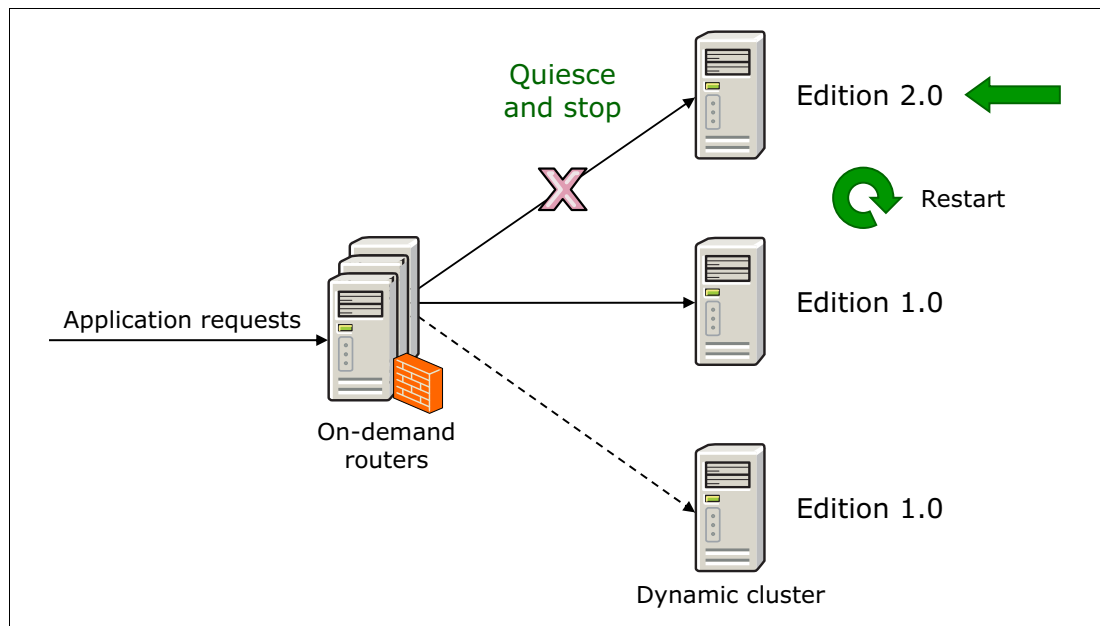 Quiesce
and stop
Edition 2.0
Restart
Application requests
Edition 1.0
On-demand
routers
Edition 1.0
Dynamic cluster